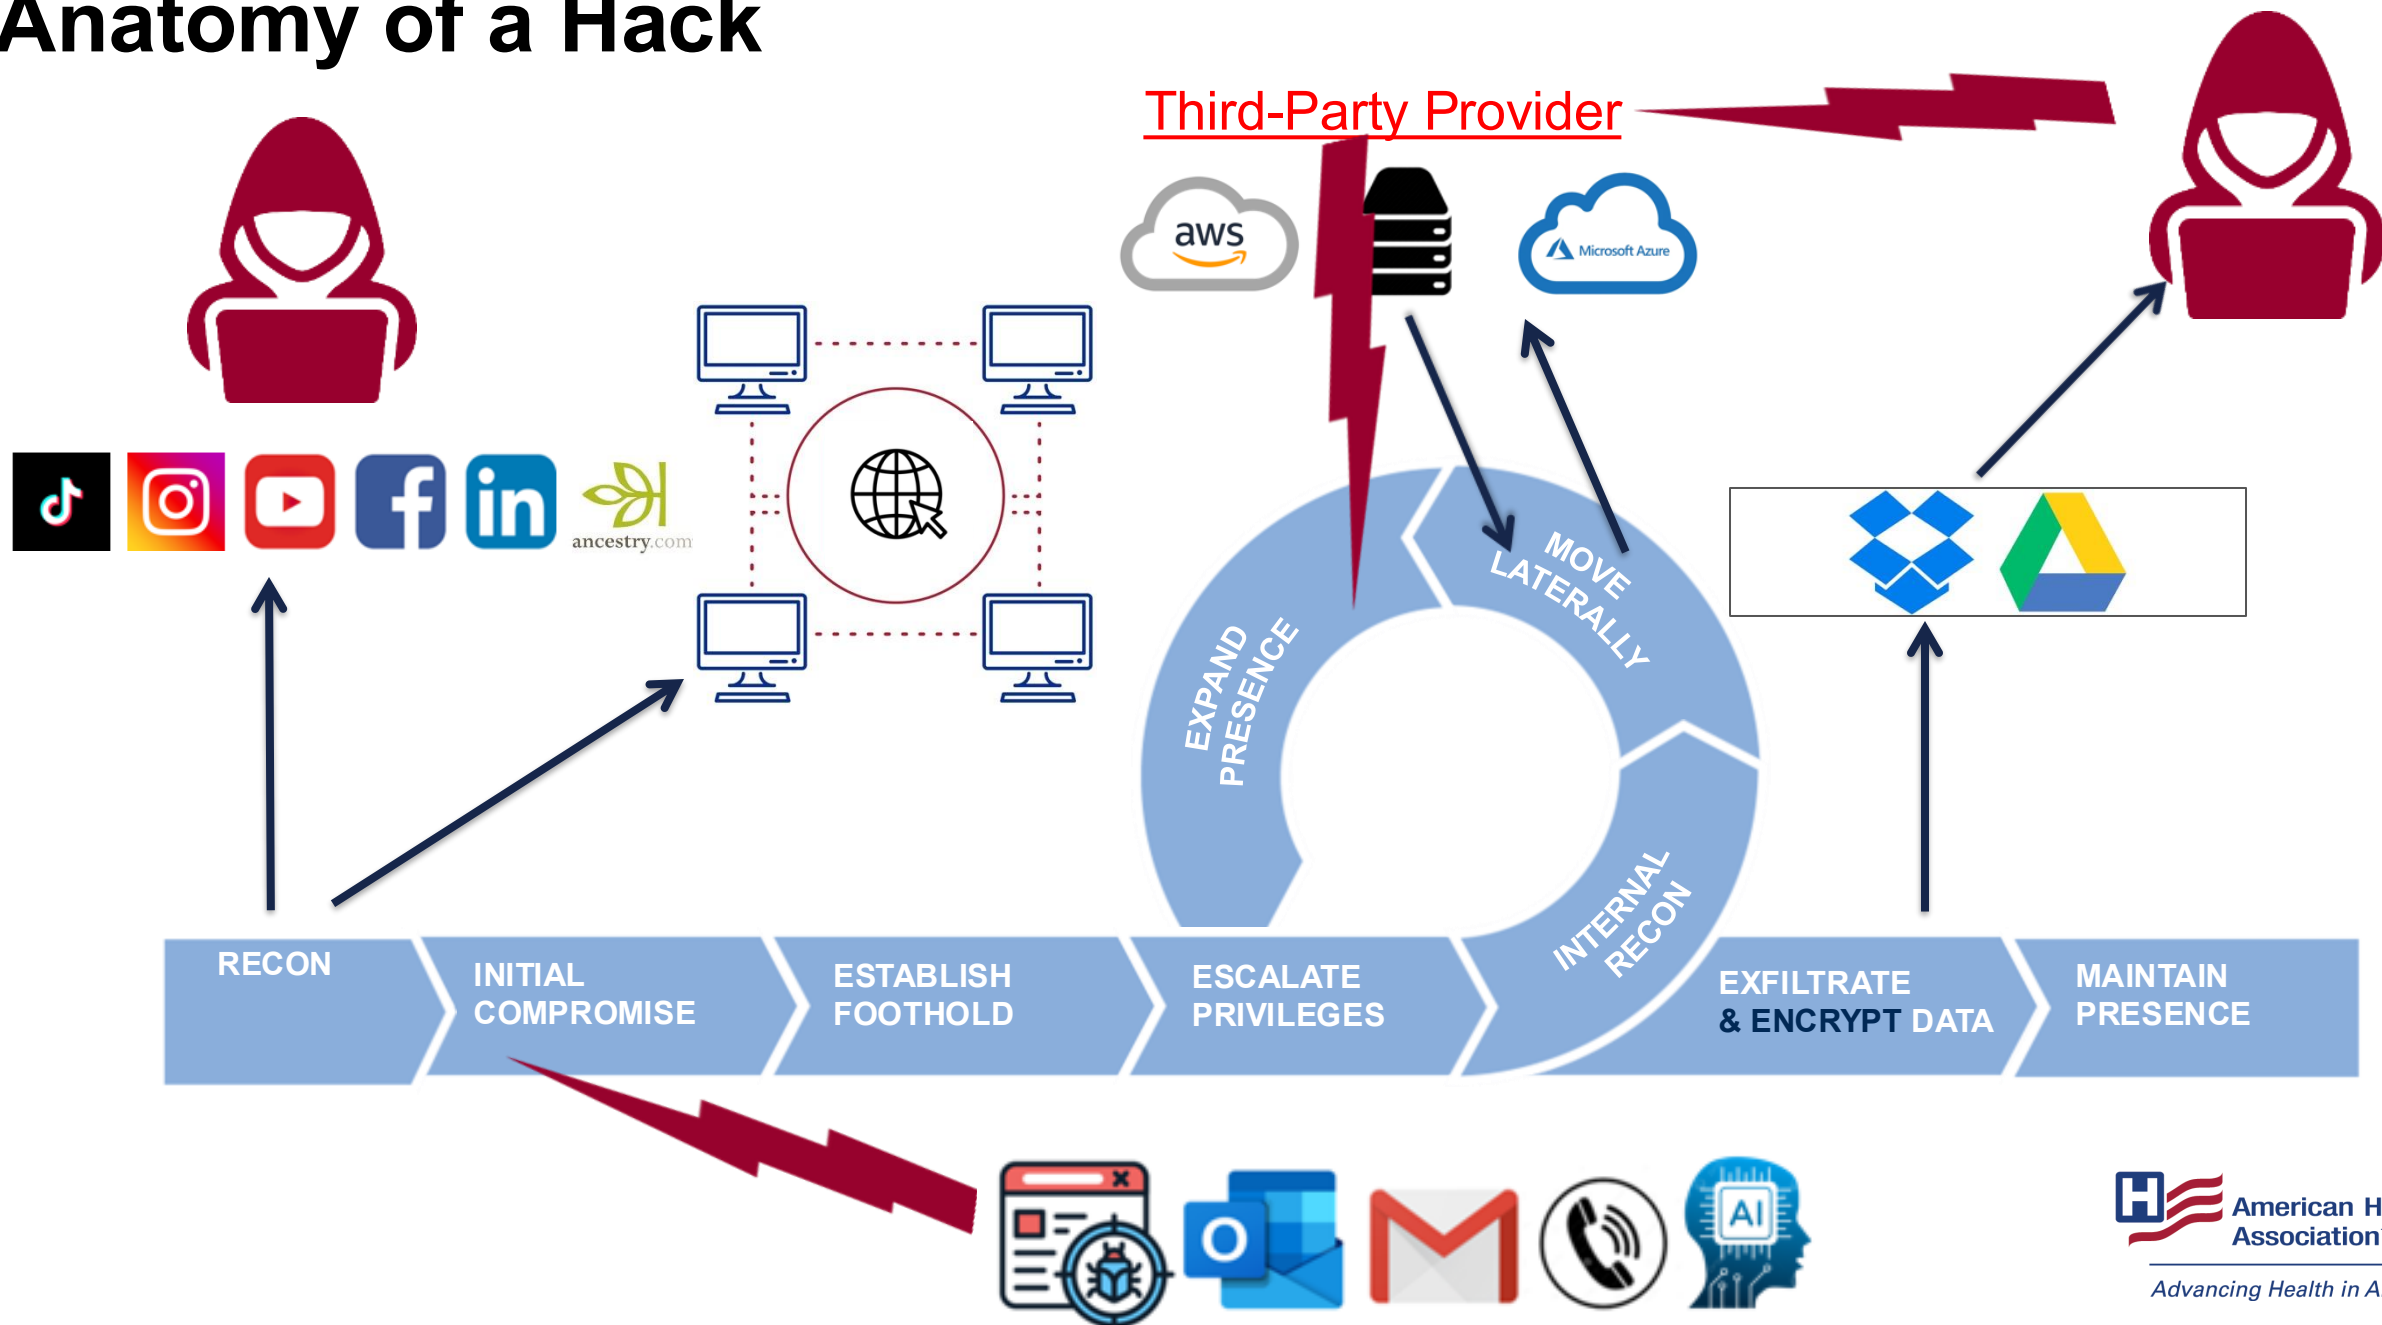 Anatomy of a Hack
Third-Party Provider
aws
Microsoft Azure
in
ancestry.com
MOVE
LATERALLY
EXPAND
PRESENCE
INTERNAL
RECON
RECON
INITIAL
COMPROMISE
ESTABLISH
FOOTHOLD
ESCALATE
PRIVILEGES
EXFILTRATE
& ENCRYPT DATA
MAINTAIN
PRESENCE
O
AI
H
American H
Association
Advancing Health in A